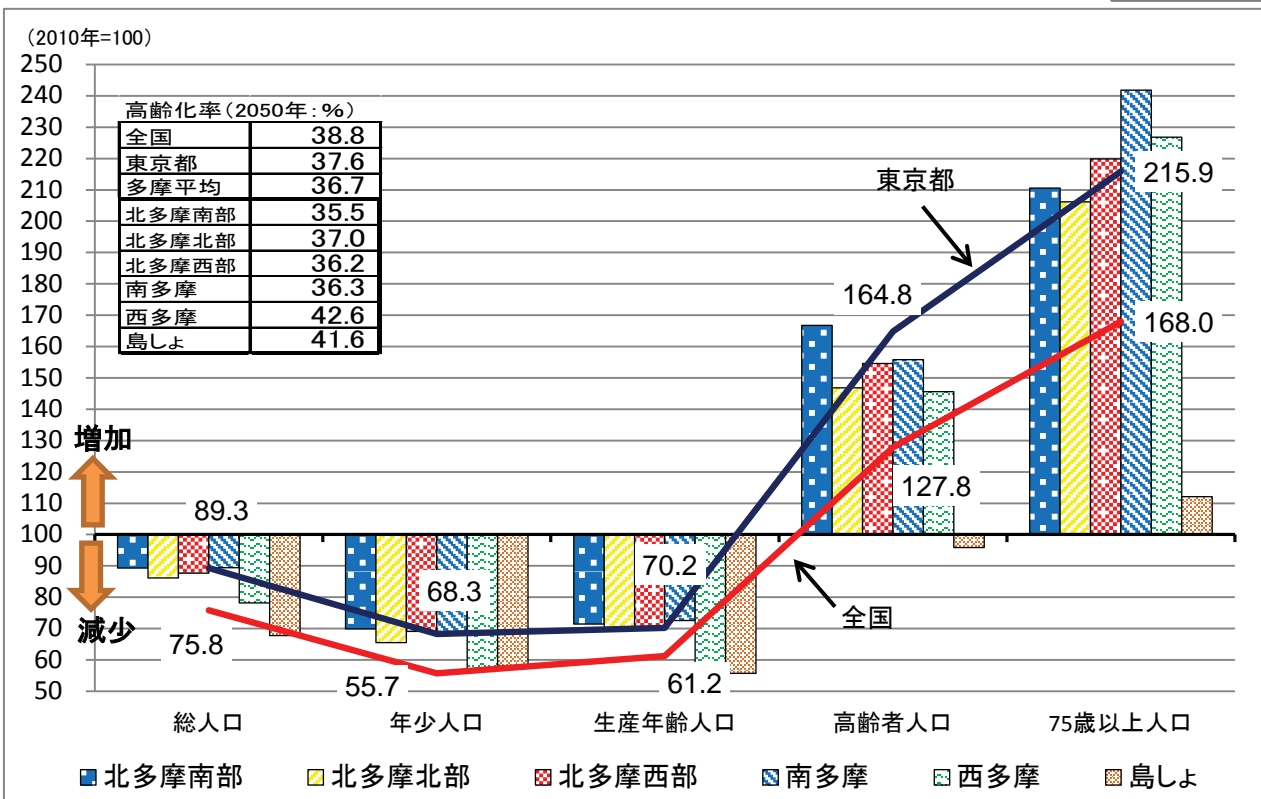 (2010年=100)
250
240
230
220
210
200
190
180
170
160
150
140
130
120
110
100
90
80
70
60
50
高齢化率(2050年:%)
全国 38.8
東京都 37.6
多摩平均 36.7
北多摩南部 35.5
北多摩北部 37.0
北多摩西部 36.2
南多摩 36.3
西多摩 42.6
島しょ 41.6
増加
減少
東京都
全国
89.3
68.3
70.2
164.8
215.9
75.8
55.7
61.2
127.8
168.0
総人口 年少人口 生産年齢人口 高齢者人口 75歳以上人口
北多摩南部 北多摩北部 北多摩西部 南多摩 西多摩 島しょ